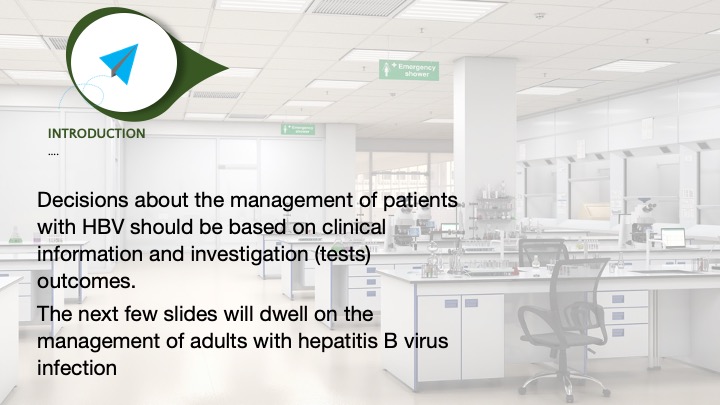 + Emergency
shower
INTRODUCTION
....
Decisions about the management of patients
with HBV should be based on clinical
information and investigation (tests)
outcomes.
The next few slides will dwell on the
management of adults with hepatitis B virus
infection